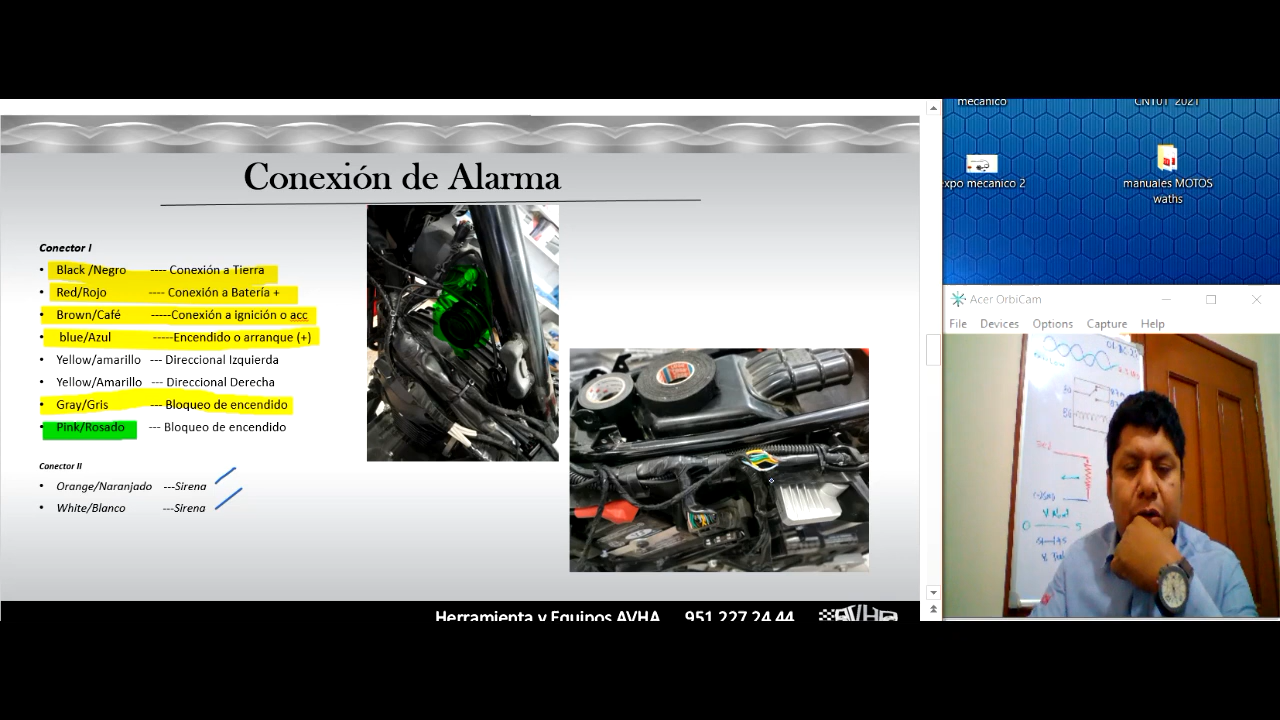 Conexión de Alarma
Conector I
• Black /Negro ---- Conexión a Tierra
• Red/Rojo ---- Conexión a Batería +
• Brown/Café -----Conexión a ignición o acc
• blue/Azul -----Encendido o arranque (+)
• Yellow/amarillo --- Direccional Izquierda
• Yellow/Amarillo --- Direccional Derecha
• Gray/Gris --- Bloqueo de encendido
• Pink/Rosado --- Bloqueo de encendido
Conector II
• Orange/Naranjado ---Sirena
• White/Blanco ---Sirena
Herramienta y Equipos AVHA 951 227 24 44
AVHA
mecanico
CNT01 2021
expo mecanico 2
manuales MOTOS
waths
Acer OrbiCam
File Devices Options Capture Help